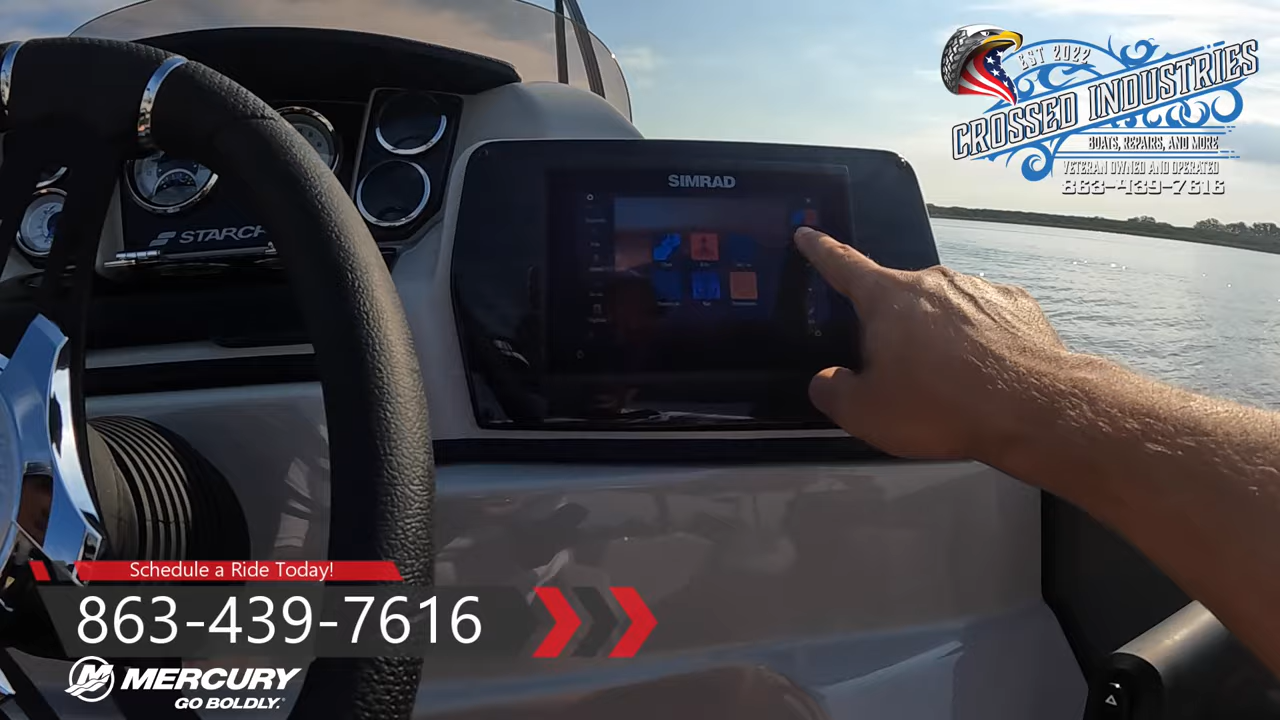 EST 2022
CROSSED INDUSTRIES
BOATS, REPAIRS, AND MORE
VETERAN OWNED AND OPERATED
863-439-7616
SIMRAD
STARCR
Schedule a Ride Today!
863-439-7616
MERCURY
GO BOLDLY.